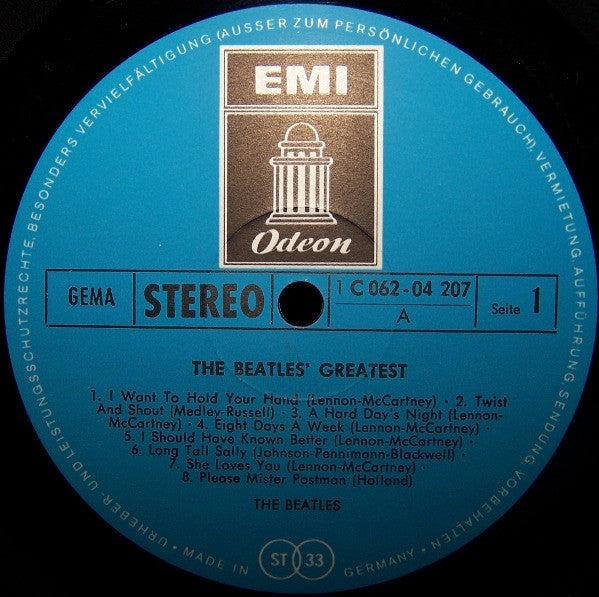 EMI
Odeon
GEMA
STEREO
1 C 062-04 207
A
Seite 1
THE BEATLES' GREATEST
1. I Want To Hold Your Hand (Lennon-McCartney) • 2. Twist
And Shout (Medley-Russell) • 3. A Hard Day's Night (Lennon-
McCartney) • 4. Eight Days A Week (Lennon-McCartney) •
5. I Should Have Known Better (Lennon-McCartney) •
6. Long Tall Sally (Johnson-Pennimann-Blackwell) •
7. She Loves You (Lennon-McCartney) •
8. Please Mister Postman (Holland)
THE BEATLES
ST 33
URHEBER- UND LEISTUNGSSCHUTZRECHTE, BESONDERS VERVIELFÄLTIGUNG (AUSSER ZUM PERSÖNLICHEN GEBRAUCH), VERMIETUNG, AUFFÜHRUNG, SENDUNG VORBEHALTEN • MADE IN GERMANY •